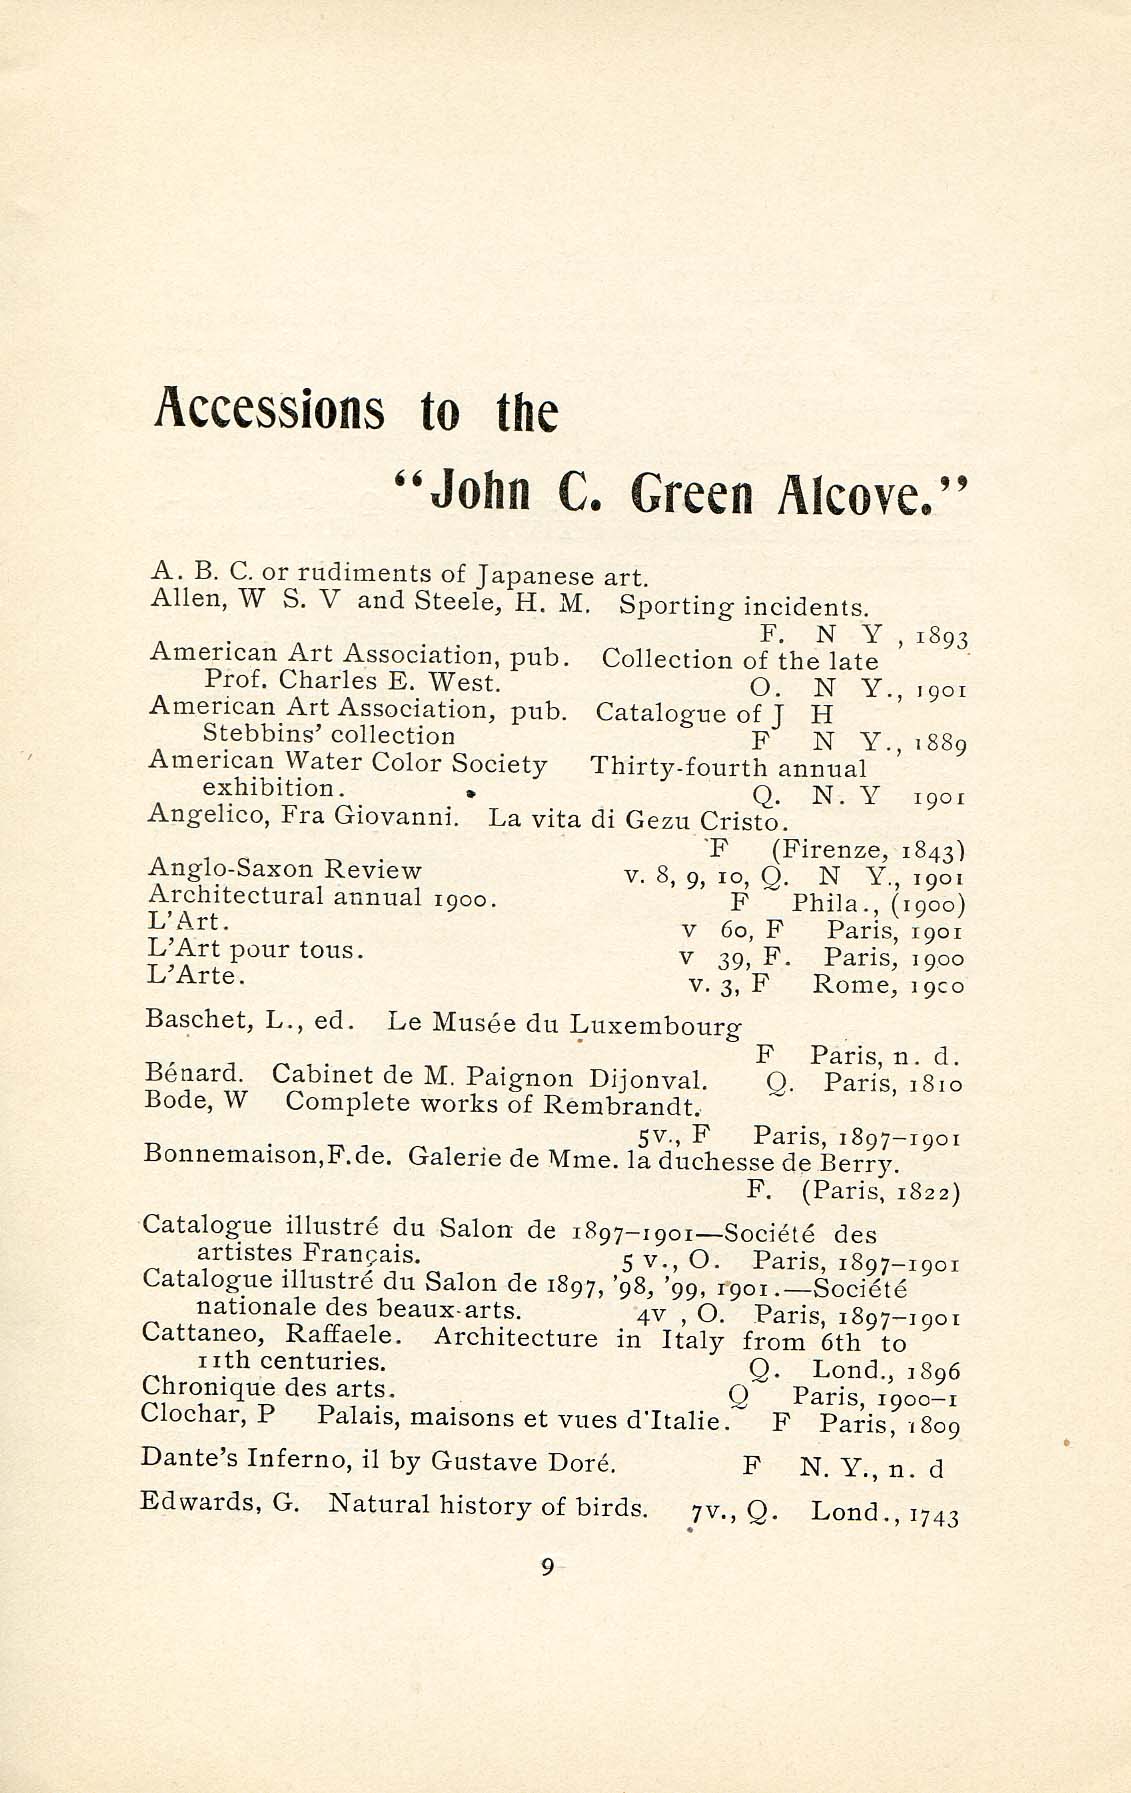 Accessions to the
“John C. Green Alcove.”
A. B. C. or rudiments of Japanese art.
Allen, W S. V and Steele, H. M. Sporting incidents.
F. N Y , 1893
American Art Association, pub. Collection of the late
Prof. Charles E. West. O. N Y., 1901
American Art Association, pub. Catalogue of J H
Stebbins’ collection F N Y., 1889
American Water Color Society Thirty-fourth annual
exhibition. Q. N. Y 1901
Angelico, Fra Giovanni. La vita di Gezu Cristo.
F (Firenze, 1843)
Anglo-Saxon Review v. 8, 9, 10, Q. N Y., 1901
Architectural annual 1900. F Phila., (1900)
L’Art. v 60, F Paris, 1901
L’Art pour tous. v 39, F. Paris, 1900
L’Arte. v. 3, F Rome, 1900
Baschet, L., ed. Le Musée du Luxembourg
F Paris, n. d.
Bénard. Cabinet de M. Paignon Dijonval. Q. Paris, 1810
Bode, W Complete works of Rembrandt.
5v., F Paris, 1897–1901
Bonnemaison,F.de. Galerie de Mme. la duchesse de Berry.
F. (Paris, 1822)
Catalogue illustré du Salon de 1897–1901—Société des
artistes Français. 5 v., O. Paris, 1897–1901
Catalogue illustré du Salon de 1897, ’98, ’99, 1901.—Société
nationale des beaux-arts. 4v , O. Paris, 1897–1901
Cattaneo, Raffaele. Architecture in Italy from 6th to
11th centuries. Q. Lond., 1896
Chronique des arts. Q Paris, 1900–1
Clochar, P Palais, maisons et vues d'Italie. F Paris, 1809
Dante’s Inferno, il by Gustave Doré. F N. Y., n. d
Edwards, G. Natural history of birds. 7v., Q. Lond., 1743
9